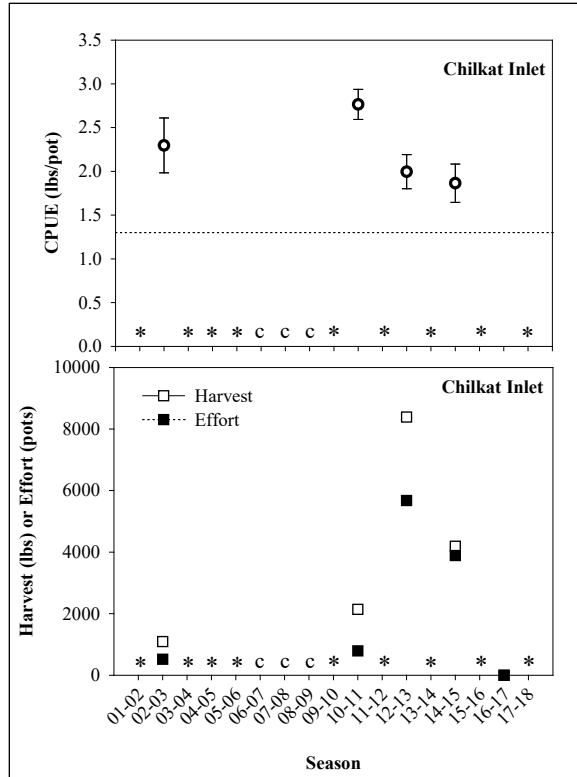 Chilkat Inlet
CPUE (lbs/pot)
3.5
3.0
2.5
2.0
1.5
1.0
0.5
0.0
* * * * c c c * * * * *
Chilkat Inlet
Harvest (lbs) or Effort (pots)
10000
8000
6000
4000
2000
0
Harvest
Effort
* * * * c c c * * * * *
01-02 02-03 03-04 04-05 05-06 06-07 07-08 08-09 09-10 10-11 11-12 12-13 13-14 14-15 15-16 16-17 17-18
Season